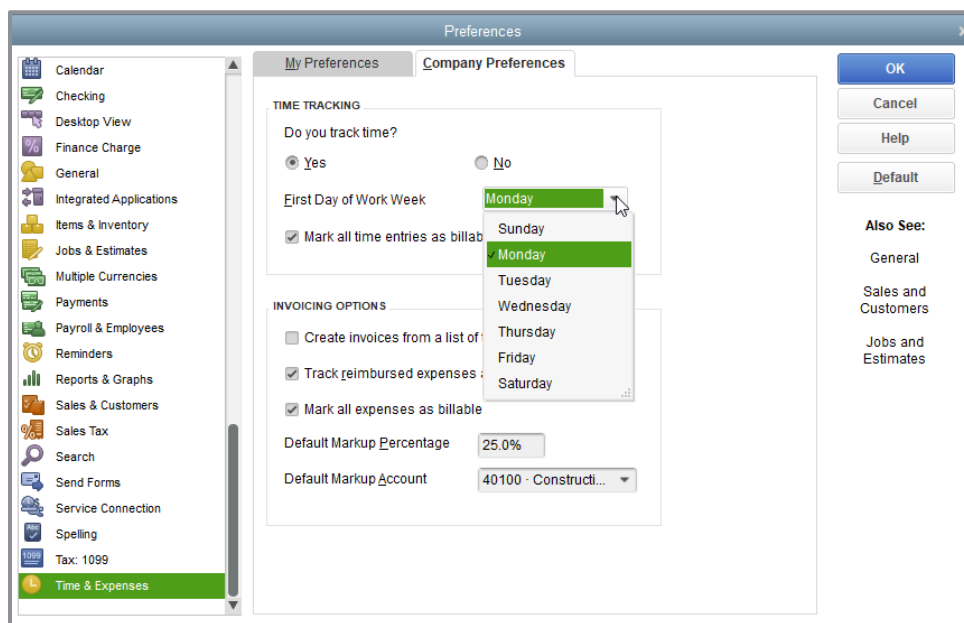 Preferences
Calendar
Checking
Desktop View
Finance Charge
General
Integrated Applications
Items & Inventory
Jobs & Estimates
Multiple Currencies
Payments
Payroll & Employees
Reminders
Reports & Graphs
Sales & Customers
Sales Tax
Search
Send Forms
Service Connection
Abc
Spelling
1099
Tax: 1099
Time & Expenses
My Preferences
Company Preferences
TIME TRACKING
Do you track time?
Yes
No
First Day of Work Week
Monday
Mark all time entries as billab
Sunday
Monday
Tuesday
Wednesday
Thursday
Friday
Saturday
INVOICING OPTIONS
Create invoices from a list of
Track reimbursed expenses a
Mark all expenses as billable
Default Markup Percentage
25.0%
Default Markup Account
40100 · Constructi...
OK
Cancel
Help
Default
Also See:
General
Sales and
Customers
Jobs and
Estimates